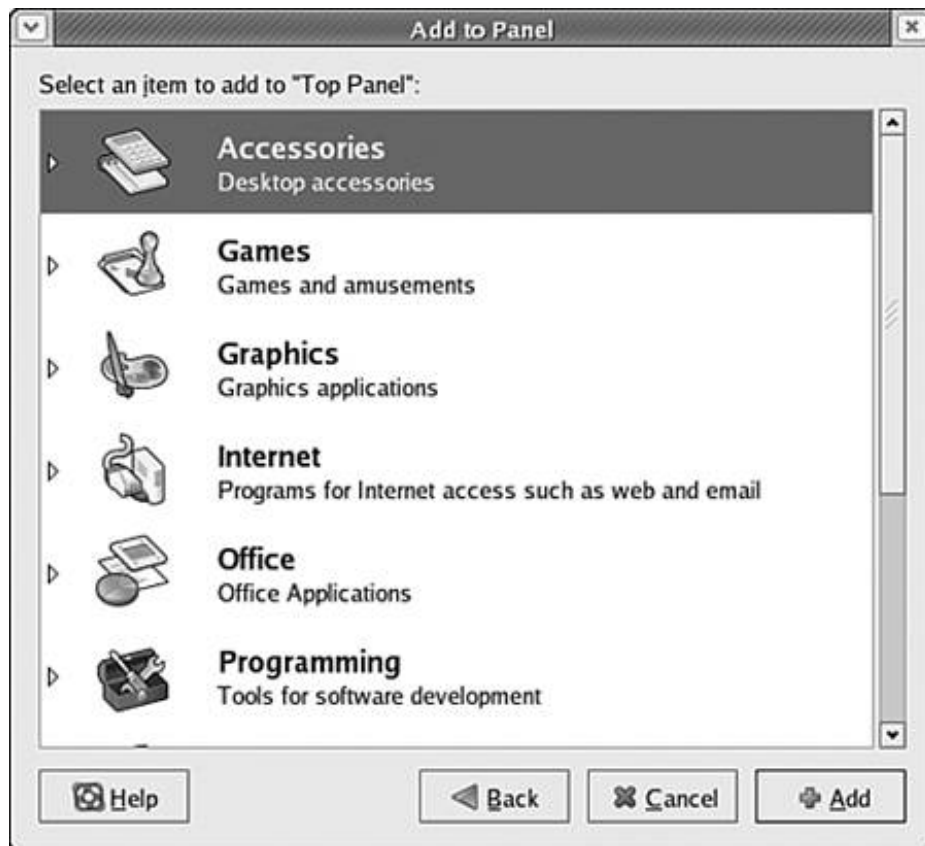 Add to Panel
Select an item to add to "Top Panel":
Accessories
Desktop accessories
Games
Games and amusements
Graphics
Graphics applications
Internet
Programs for Internet access such as web and email
Office
Office Applications
Programming
Tools for software development
Help
Back
Cancel
Add